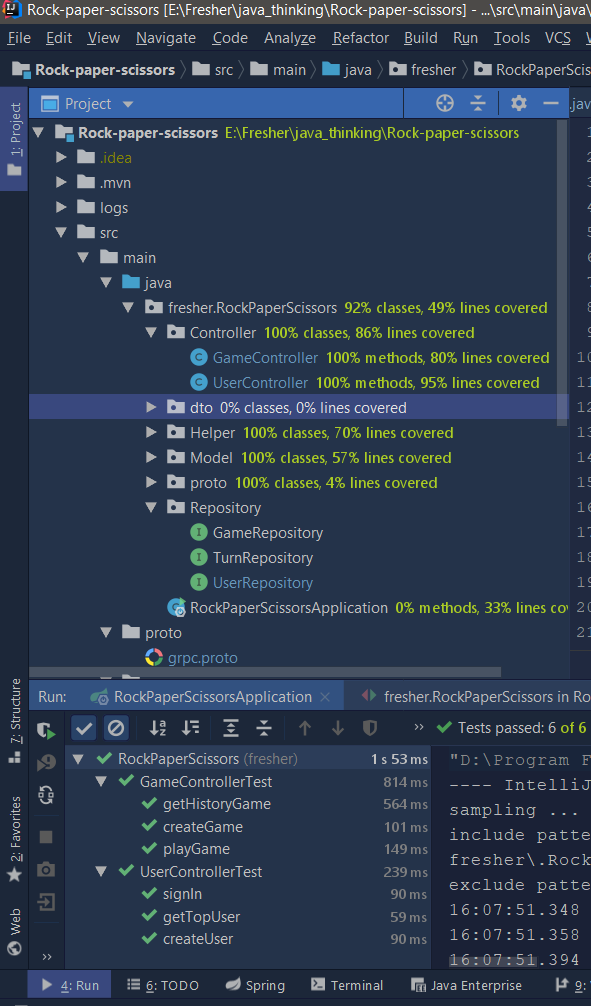 Rock-paper-scissors [E:\Fresher\java_thinking\Rock-paper-scissors] - ...\src\main\java\
File Edit View Navigate Code Analyze Refactor Build Run Tools VCS
Rock-paper-scissors src main java fresher RockPaperScis
Project
.java
1: Project
Rock-paper-scissors E:\Fresher\java_thinking\Rock-paper-scissors
.idea
.mvn
logs
src
main
java
fresher.RockPaperScissors 92% classes, 49% lines covered
Controller 100% classes, 86% lines covered
GameController 100% methods, 80% lines covered
UserController 100% methods, 95% lines covered
dto 0% classes, 0% lines covered
Helper 100% classes, 70% lines covered
Model 100% classes, 57% lines covered
proto 100% classes, 4% lines covered
Repository
GameRepository
TurnRepository
UserRepository
RockPaperScissorsApplication 0% methods, 33% lines co
proto
grpc.proto
1
2
3
4
5
6
7
8
9
10
11
12
13
14
15
16
17
18
19
20
21
7: Structure
2: Favorites
Web
Run: RockPaperScissorsApplication fresher.RockPaperScissors in Ro
Tests passed: 6 of 6
RockPaperScissors (fresher) 1 s 53 ms
GameControllerTest 814 ms
getHistoryGame 564 ms
createGame 101 ms
playGame 149 ms
UserControllerTest 239 ms
signIn 90 ms
getTopUser 59 ms
createUser 90 ms
"D:\Program F
---- IntelliJ
sampling ...
include patte
fresher\.Rock
exclude patte
16:07:51.348
16:07:51.358
16:07:51.394
4: Run 6: TODO Spring Terminal Java Enterprise 9: